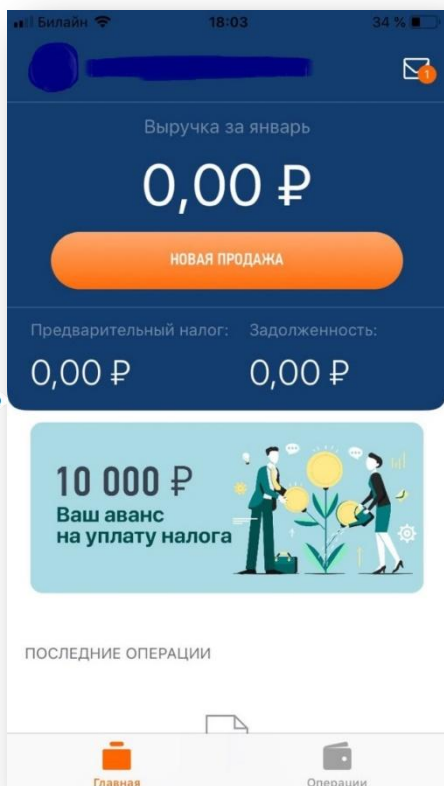 Билайн 18:03 34 %
1
Выручка за январь
0,00 ₽
НОВАЯ ПРОДАЖА
Предварительный налог: Задолженность:
0,00 ₽ 0,00 ₽
10 000 ₽
Ваш аванс
на уплату налога
ПОСЛЕДНИЕ ОПЕРАЦИИ
Главная Операции